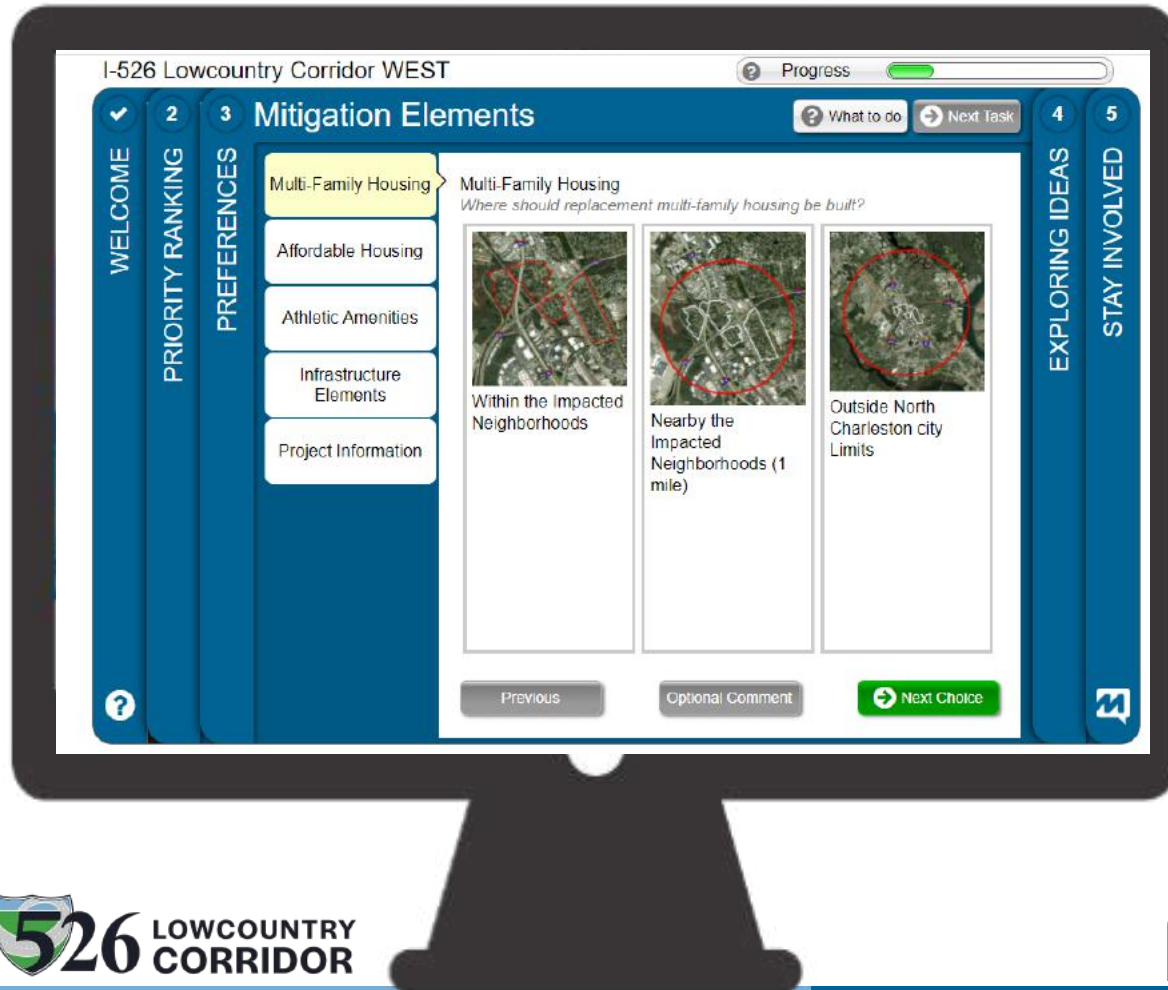 I-526 Lowcountry Corridor WEST
? Progress
WELCOME
2
PRIORITY RANKING
3
PREFERENCES
Mitigation Elements
? What to do
Next Task
Multi-Family Housing
Affordable Housing
Athletic Amenities
Infrastructure
Elements
Project Information
Multi-Family Housing
Where should replacement multi-family housing be built?
Within the Impacted
Neighborhoods
Nearby the
Impacted
Neighborhoods (1
mile)
Outside North
Charleston city
Limits
Previous
Optional Comment
Next Choice
4
EXPLORING IDEAS
5
STAY INVOLVED
?
526 LOWCOUNTRY
CORRIDOR